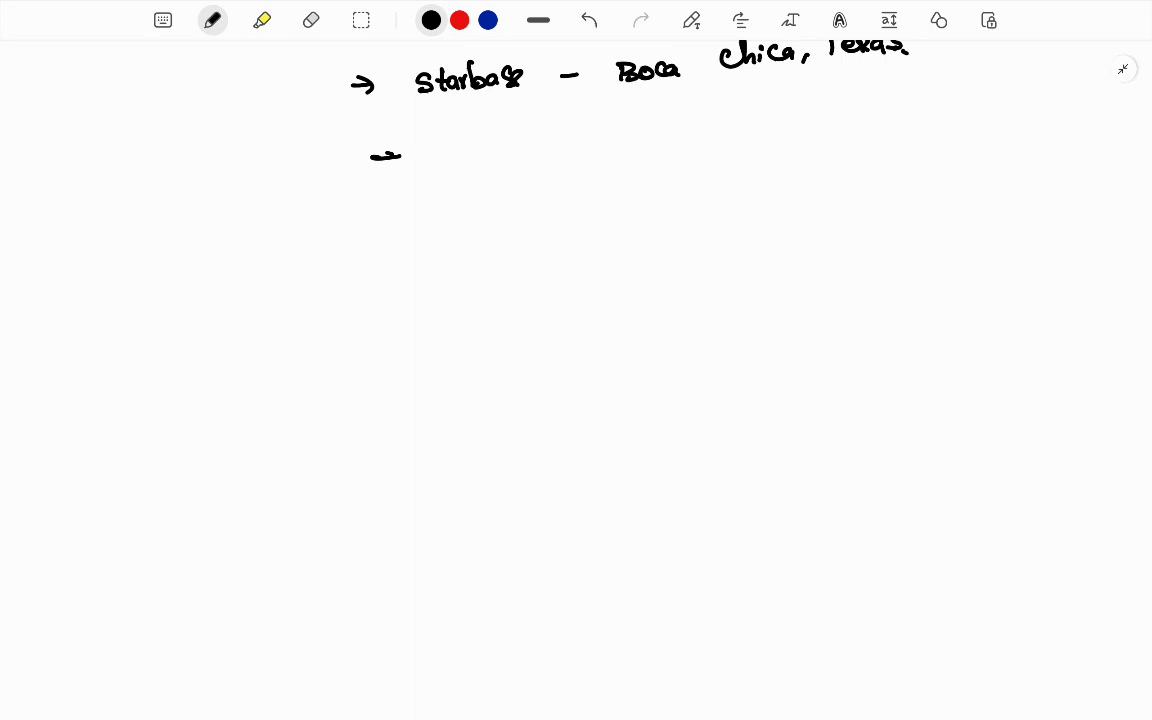 → Starbase - Boca Chica, Texas.